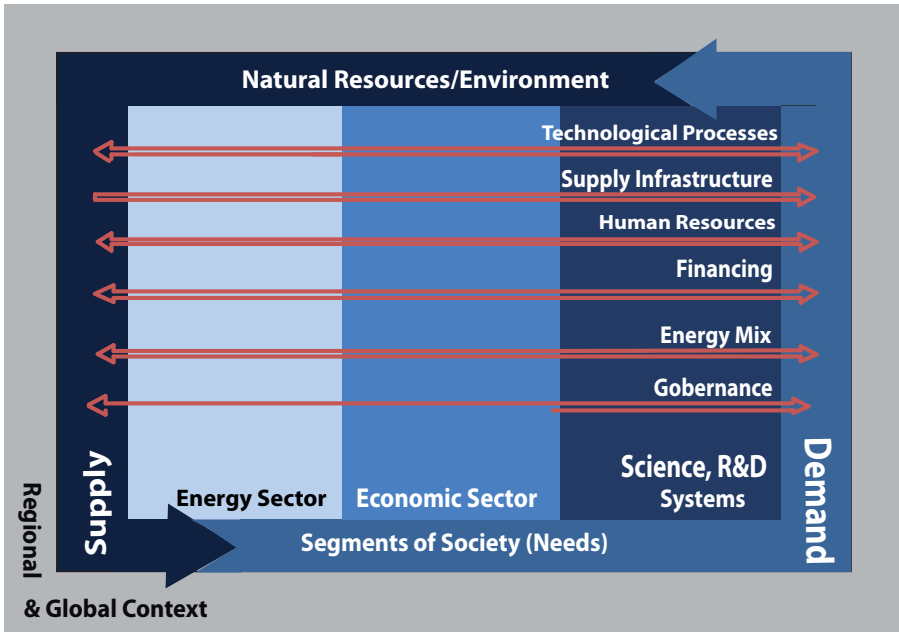 Natural Resources/Environment
Technological Processes
Supply Infrastructure
Human Resources
Financing
Energy Mix
Gobernance
Supply
Energy Sector
Economic Sector
Science, R&D
Systems
Demand
Segments of Society (Needs)
Regional
& Global Context